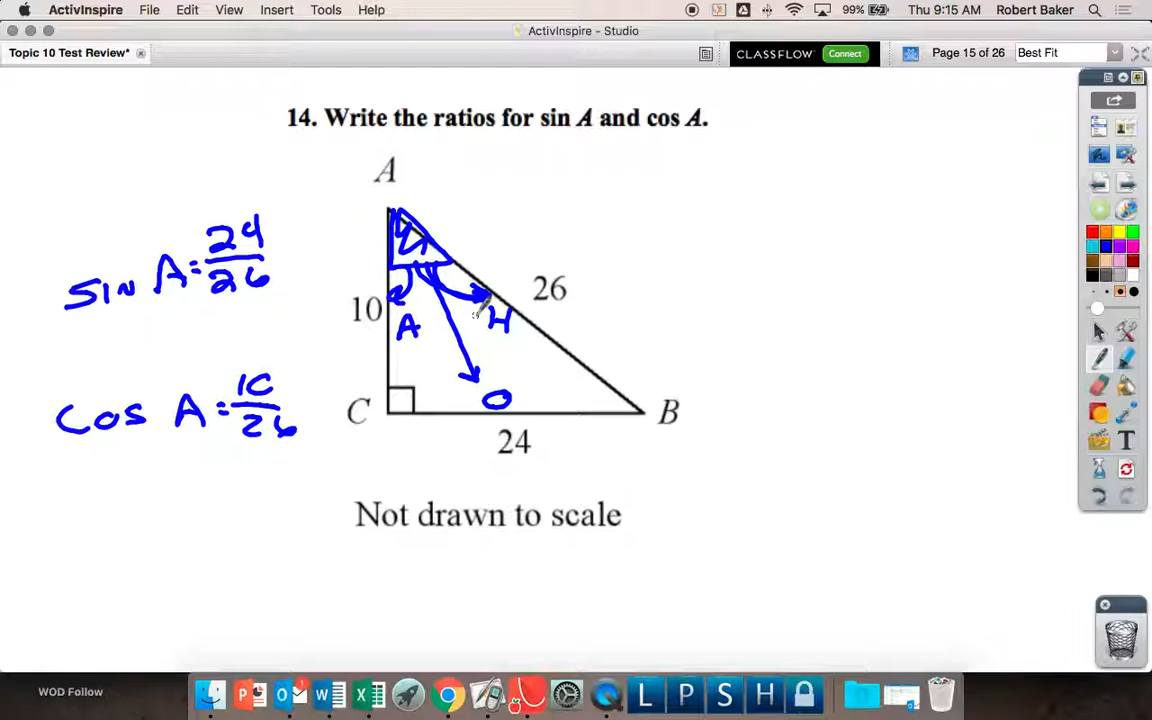 ActivInspire File Edit View Insert Tools Help 99% Thu 9:15 AM Robert Baker
ActivInspire - Studio
Topic 10 Test Review* CLASSFLOW Connect Page 15 of 26 Best Fit
14. Write the ratios for sin A and cos A.
A
sin A = 24/26
26
10
A
H
cos A = 10/26
O
C
B
24
Not drawn to scale
T
WOD Follow
P O W X L P S H